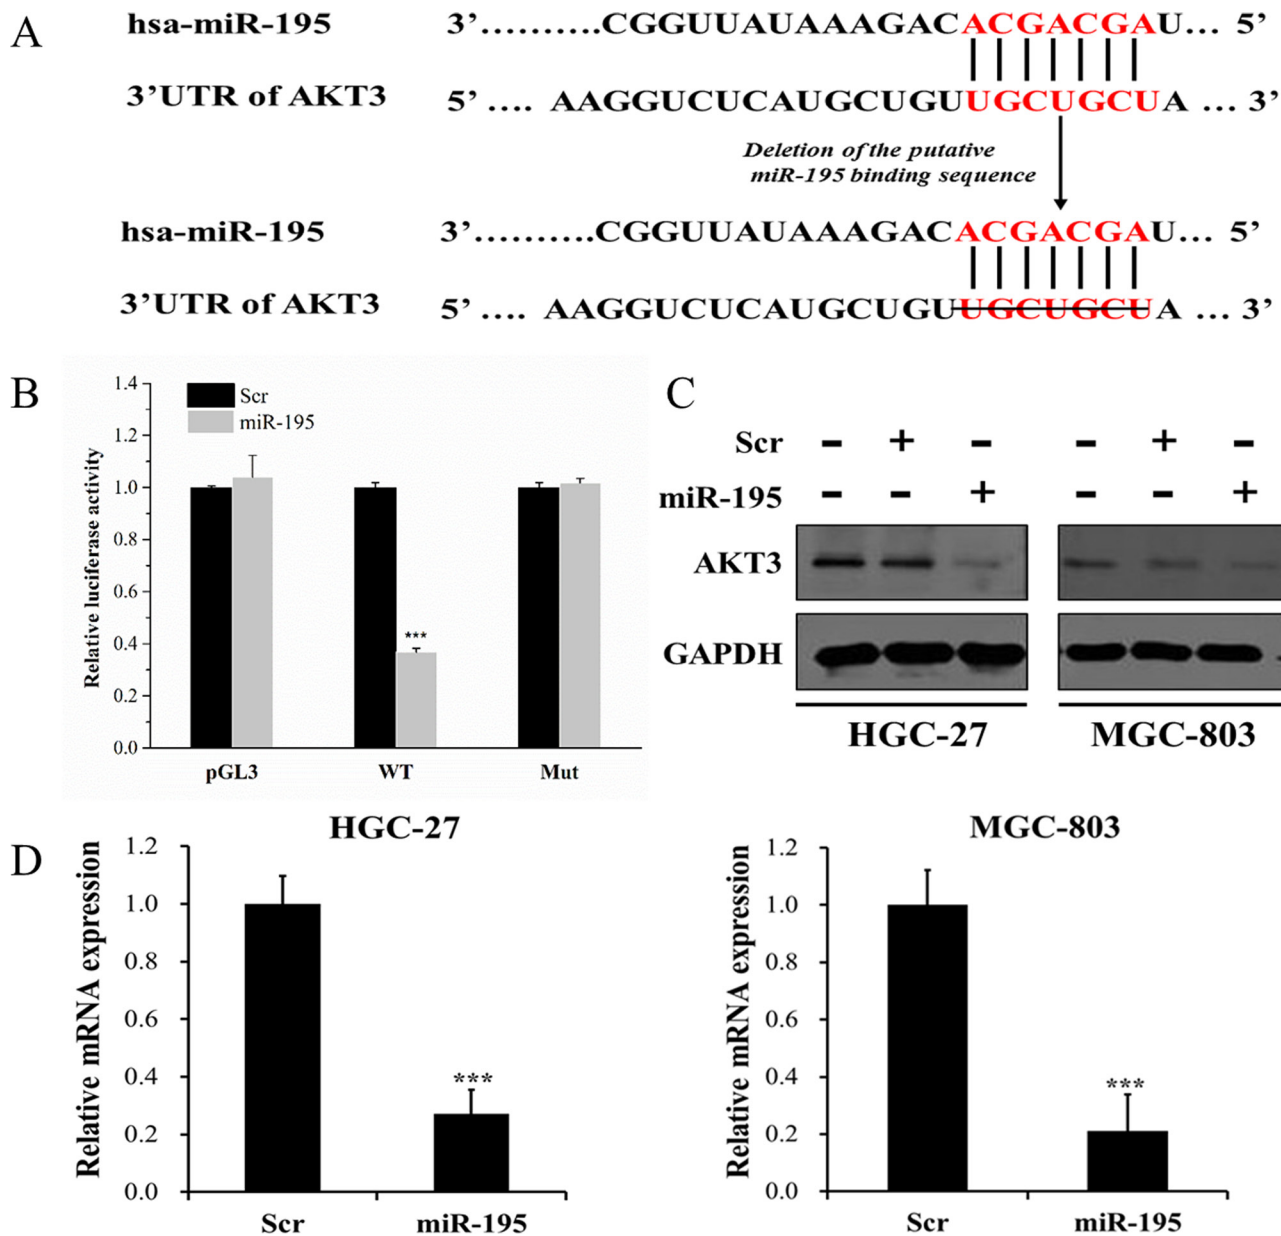 A
hsa-miR-195 3’..........CGGUUAUAAAGACACGACGAU... 5’
3’UTR of AKT3 5’ .... AAGGUCUCAUGCUGUUGCUGCUA ... 3’
Deletion of the putative
miR-195 binding sequence
hsa-miR-195 3’..........CGGUUAUAAAGACACGACGAU... 5’
3’UTR of AKT3 5’ .... AAGGUCUCAUGCUGUUGCUGCUA ... 3’
B
Scr
miR-195
Relative luciferase activity
1.4
1.2
1.0
0.8
0.6
0.4
0.2
0.0
***
pGL3 WT Mut
C
Scr - + - - + -
miR-195 - - + - - +
AKT3
GAPDH
HGC-27 MGC-803
D
HGC-27
Relative mRNA expression
1.2
1.0
0.8
0.6
0.4
0.2
0.0
***
Scr miR-195
MGC-803
Relative mRNA expression
1.2
1.0
0.8
0.6
0.4
0.2
0.0
***
Scr miR-195